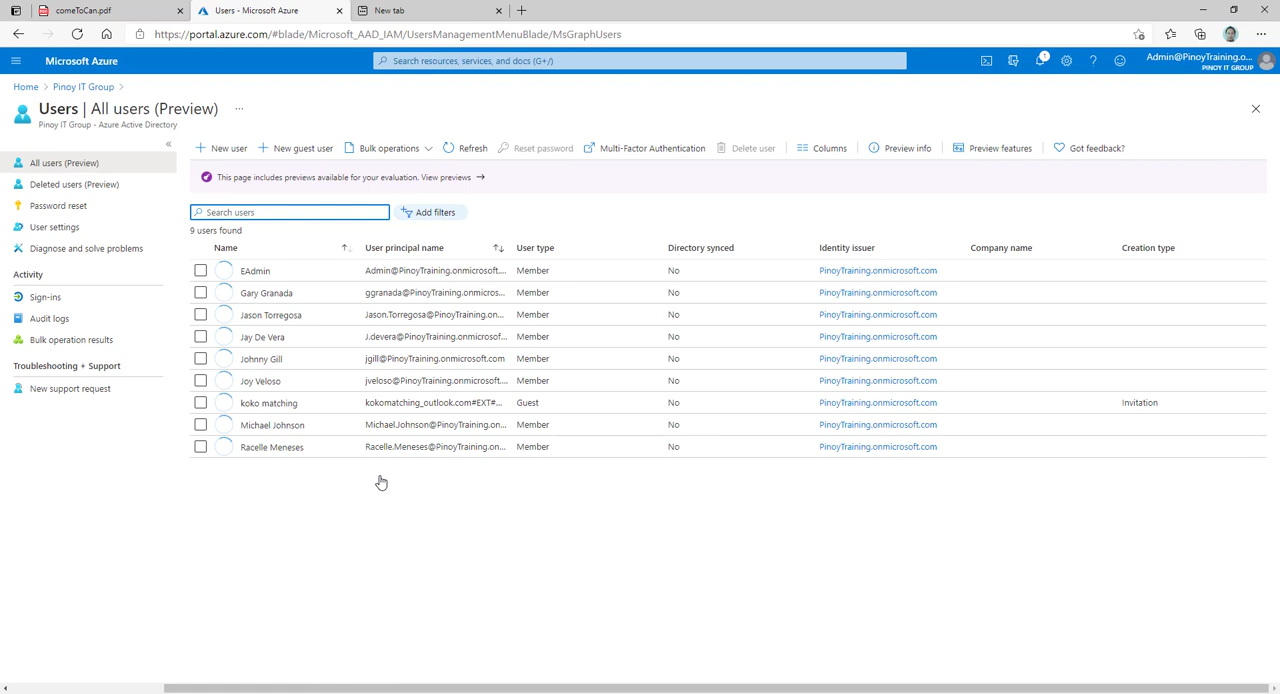 comeToCan.pdf
Users - Microsoft Azure
New tab
https://portal.azure.com/#blade/Microsoft_AAD_IAM/UsersManagementMenuBlade/MsGraphUsers
Microsoft Azure
Search resources, services, and docs (G+/)
1
Admin@PinoyTraining.o...
PINOY IT GROUP
Home > Pinoy IT Group >
Users | All users (Preview) ...
Pinoy IT Group - Azure Active Directory
All users (Preview)
Deleted users (Preview)
Password reset
User settings
Diagnose and solve problems
Activity
Sign-ins
Audit logs
Bulk operation results
Troubleshooting + Support
New support request
New user New guest user Bulk operations Refresh Reset password Multi-Factor Authentication Delete user Columns Preview info Preview features Got feedback?
This page includes previews available for your evaluation. View previews →
Search users Add filters
9 users found
Name User principal name User type Directory synced Identity issuer Company name Creation type
EAdmin Admin@PinoyTraining.onmicrosoft.... Member No PinoyTraining.onmicrosoft.com
Gary Granada ggranada@PinoyTraining.onmicros... Member No PinoyTraining.onmicrosoft.com
Jason Torregosa Jason.Torregosa@PinoyTraining.on... Member No PinoyTraining.onmicrosoft.com
Jay De Vera J.devera@PinoyTraining.onmicrosof... Member No PinoyTraining.onmicrosoft.com
Johnny Gill jgill@PinoyTraining.onmicrosoft.com Member No PinoyTraining.onmicrosoft.com
Joy Veloso jveloso@PinoyTraining.onmicrosoft.... Member No PinoyTraining.onmicrosoft.com
koko matching kokomatching_outlook.com#EXT#... Guest No PinoyTraining.onmicrosoft.com Invitation
Michael Johnson Michael.Johnson@PinoyTraining.on... Member No PinoyTraining.onmicrosoft.com
Racelle Meneses Racelle.Meneses@PinoyTraining.on... Member No PinoyTraining.onmicrosoft.com